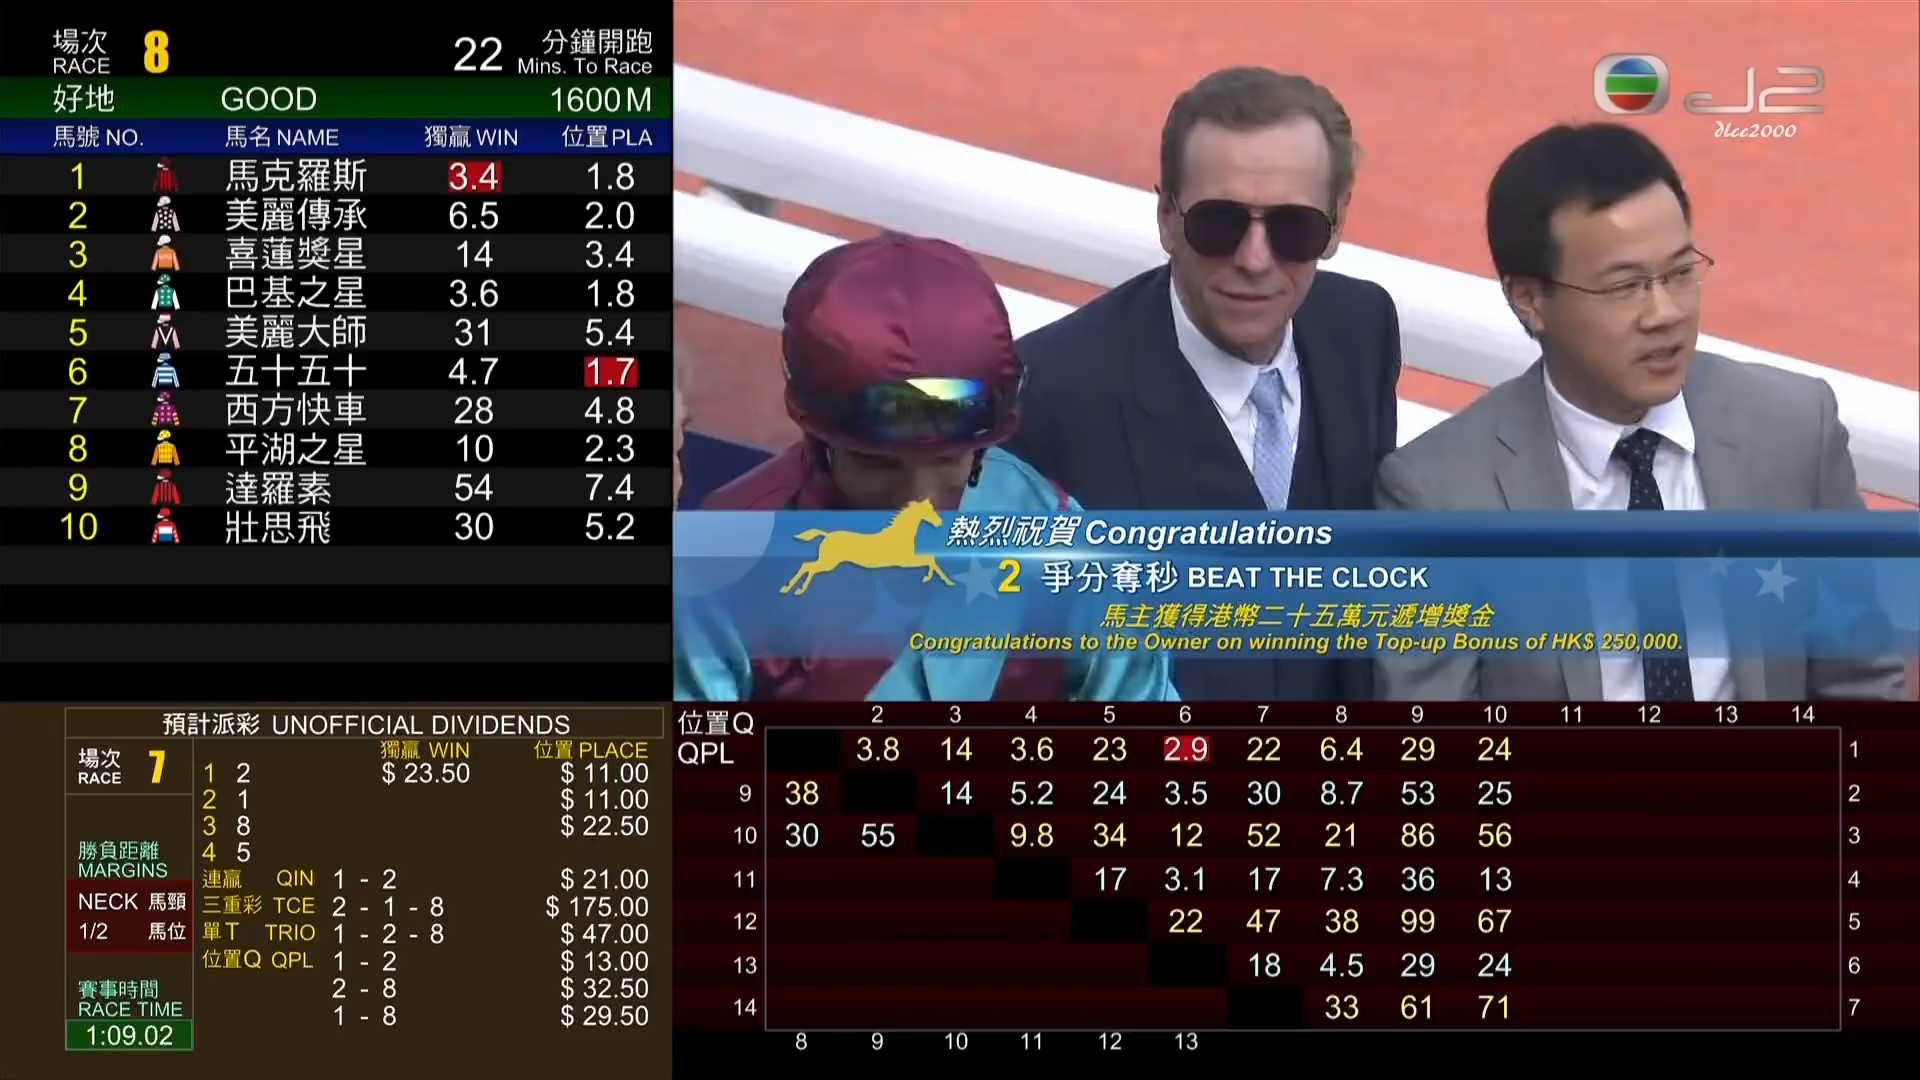 場次 RACE 8 22 分鐘開跑 Mins. To Race
好地 GOOD 1600M
馬號 NO. 馬名 NAME 獨贏 WIN 位置 PLA
1 馬克羅斯 3.4 1.8
2 美麗傳承 6.5 2.0
3 喜蓮獎星 14 3.4
4 巴基之星 3.6 1.8
5 美麗大師 31 5.4
6 五十五十 4.7 1.7
7 西方快車 28 4.8
8 平湖之星 10 2.3
9 達羅素 54 7.4
10 壯思飛 30 5.2
J2
dlcc2000
熱烈祝賀 Congratulations
2 爭分奪秒 BEAT THE CLOCK
馬主獲得港幣二十五萬元遞增獎金
Congratulations to the Owner on winning the Top-up Bonus of HK$ 250,000.
預計派彩 UNOFFICIAL DIVIDENDS
場次 RACE 7
獨贏 WIN 位置 PLACE
1 2 $ 23.50 $ 11.00
2 1 $ 11.00
3 8 $ 22.50
4 5
勝負距離
MARGINS
NECK 馬頸
1/2 馬位
賽事時間
RACE TIME
1:09.02
連贏 QIN 1 - 2 $ 21.00
三重彩 TCE 2 - 1 - 8 $ 175.00
單T TRIO 1 - 2 - 8 $ 47.00
位置Q QPL 1 - 2 $ 13.00
2 - 8 $ 32.50
1 - 8 $ 29.50
位置Q QPL
2 3 4 5 6 7 8 9 10 11 12 13 14
3.8 14 3.6 23 2.9 22 6.4 29 24 1
9 38 14 5.2 24 3.5 30 8.7 53 25 2
10 30 55 9.8 34 12 52 21 86 56 3
11 17 3.1 17 7.3 36 13 4
12 22 47 38 99 67 5
13 18 4.5 29 24 6
14 33 61 71 7
8 9 10 11 12 13